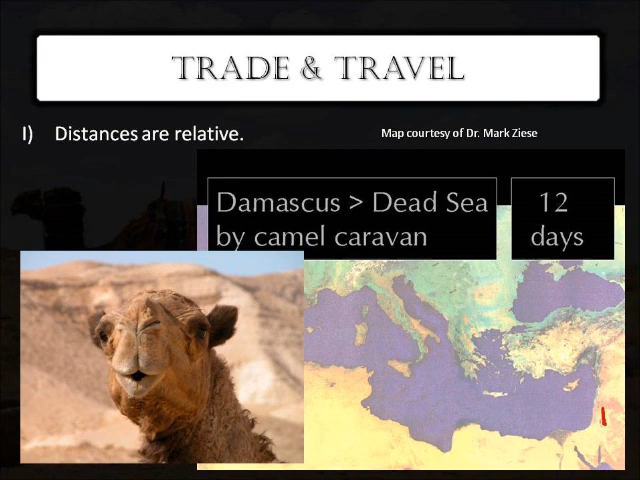 TRADE & TRAVEL
I) Distances are relative.
Map courtesy of Dr. Mark Ziese
Damascus > Dead Sea
by camel caravan
12
days